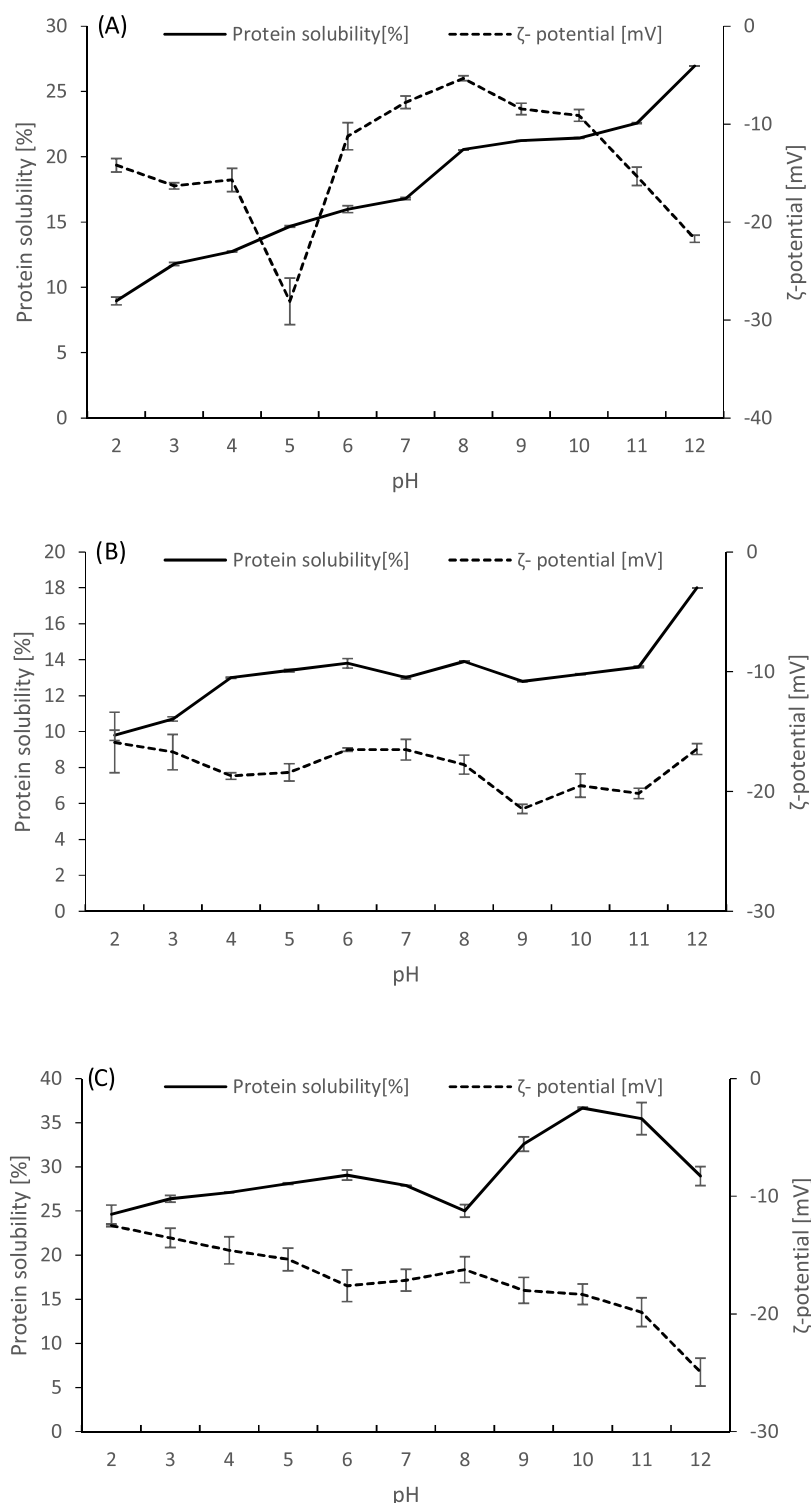 (A)
Protein solubility[%] ζ- potential [mV]
30
25
20
15
10
5
0
Protein solubility [%]
0
-10
-20
-30
-40
ζ-potential [mV]
2 3 4 5 6 7 8 9 10 11 12
pH
(B)
Protein solubility[%] ζ- potential [mV]
20
18
16
14
12
10
8
6
4
2
0
Protein solubility [%]
0
-10
-20
-30
ζ-potential [mV]
2 3 4 5 6 7 8 9 10 11 12
pH
(C)
Protein solubility[%] ζ- potential [mV]
40
35
30
25
20
15
10
5
0
Protein solubility [%]
0
-10
-20
-30
ζ-potential [mV]
2 3 4 5 6 7 8 9 10 11 12
pH